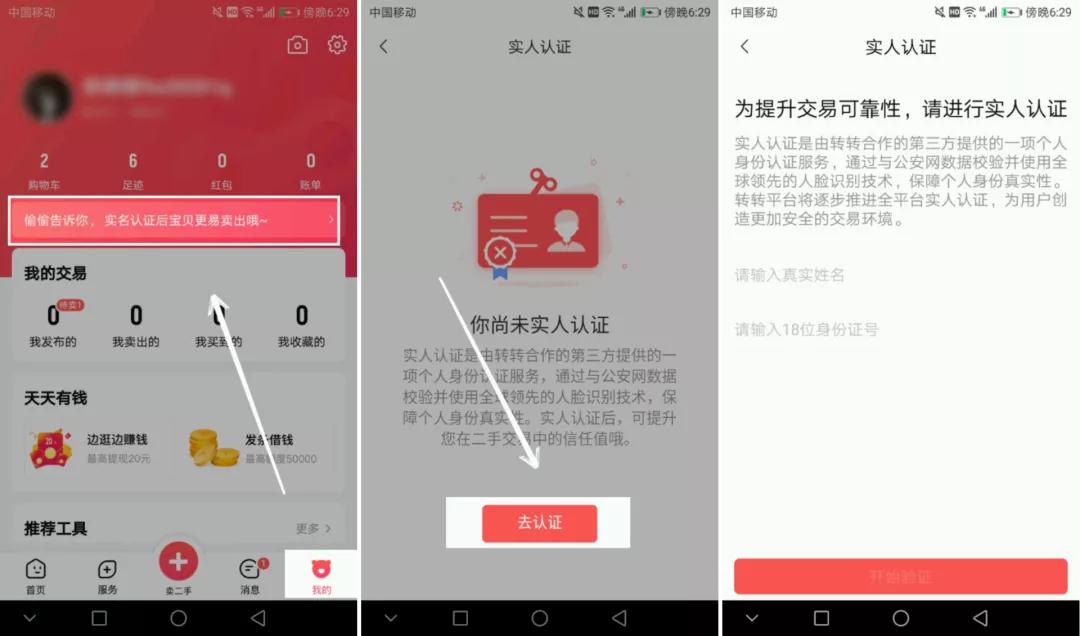 中国移动
HD
4G
傍晚6:29
2
6
0
0
购物车
足迹
红包
账单
偷偷告诉你，实名认证后宝贝更易卖出哦~
我的交易
0
待卖1
0
0
0
我发布的
我卖出的
我买到的
我收藏的
天天有钱
边逛边赚钱
最高提现20元
发条借钱
最高额度50000
推荐工具
更多
首页
服务
卖二手
消息
1
我的
中国移动
HD
4G
傍晚6:29
实人认证
你尚未实人认证
实人认证是由转转合作的第三方提供的一
项个人身份认证服务，通过与公安网数据
校验并使用全球领先的人脸识别技术，保
障个人身份真实性。实人认证后，可提升
您在二手交易中的信任值哦。
去认证
中国移动
HD
4G
傍晚6:29
实人认证
为提升交易可靠性，请进行实人认证
实人认证是由转转合作的第三方提供的一项个人
身份认证服务，通过与公安网数据校验并使用全
球领先的人脸识别技术，保障个人身份真实性。
转转平台将逐步推进全平台实人认证，为用户创
造更加安全的交易环境。
请输入真实姓名
请输入18位身份证号
开始验证